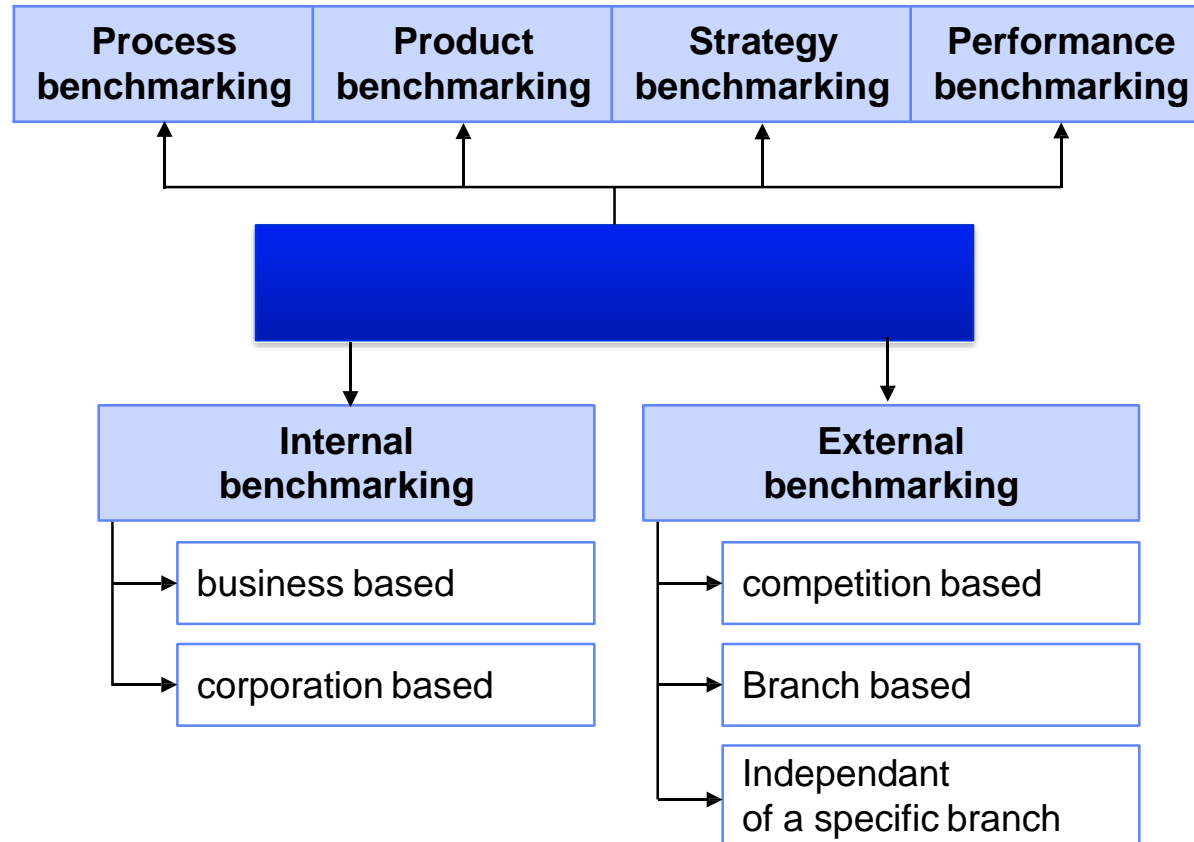 Process
benchmarking
Product
benchmarking
Strategy
benchmarking
Performance
benchmarking
Internal
benchmarking
business based
corporation based
External
benchmarking
competition based
Branch based
Independant
of a specific branch